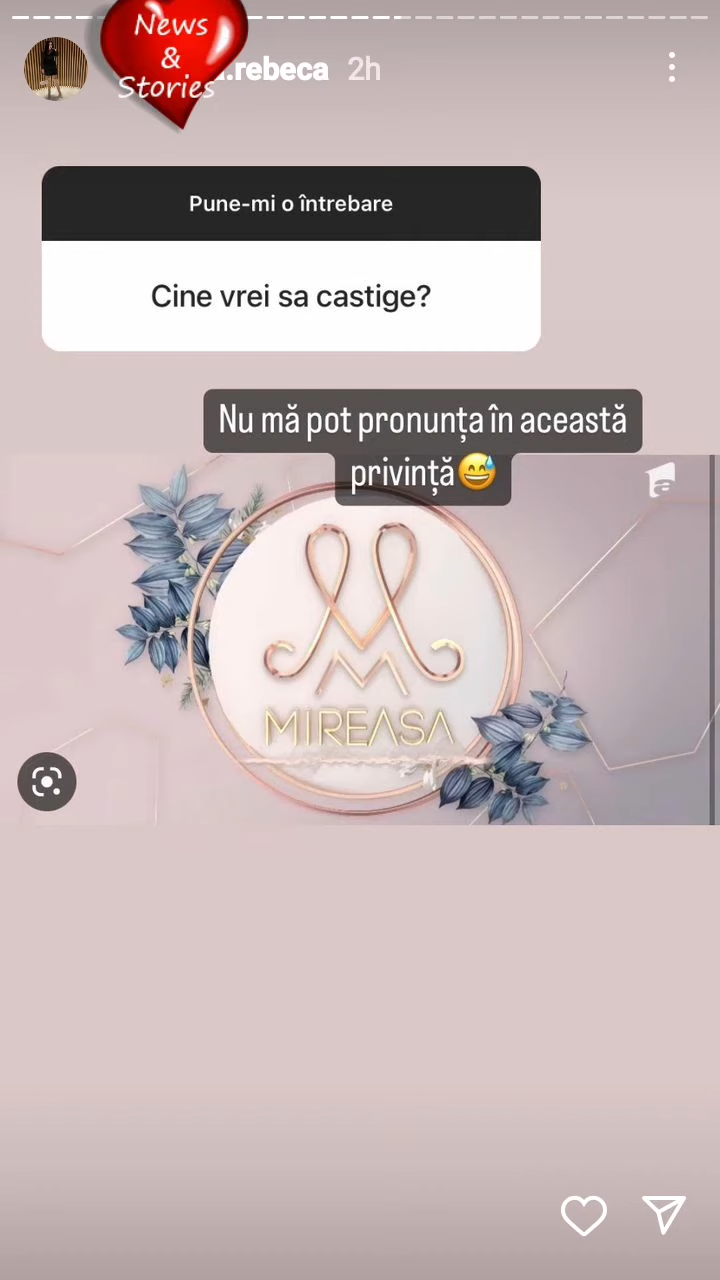 News
&
Stories
.rebeca 2h
Pune-mi o întrebare
Cine vrei sa castige?
Nu mă pot pronunța în această
privință😅
MIREASA